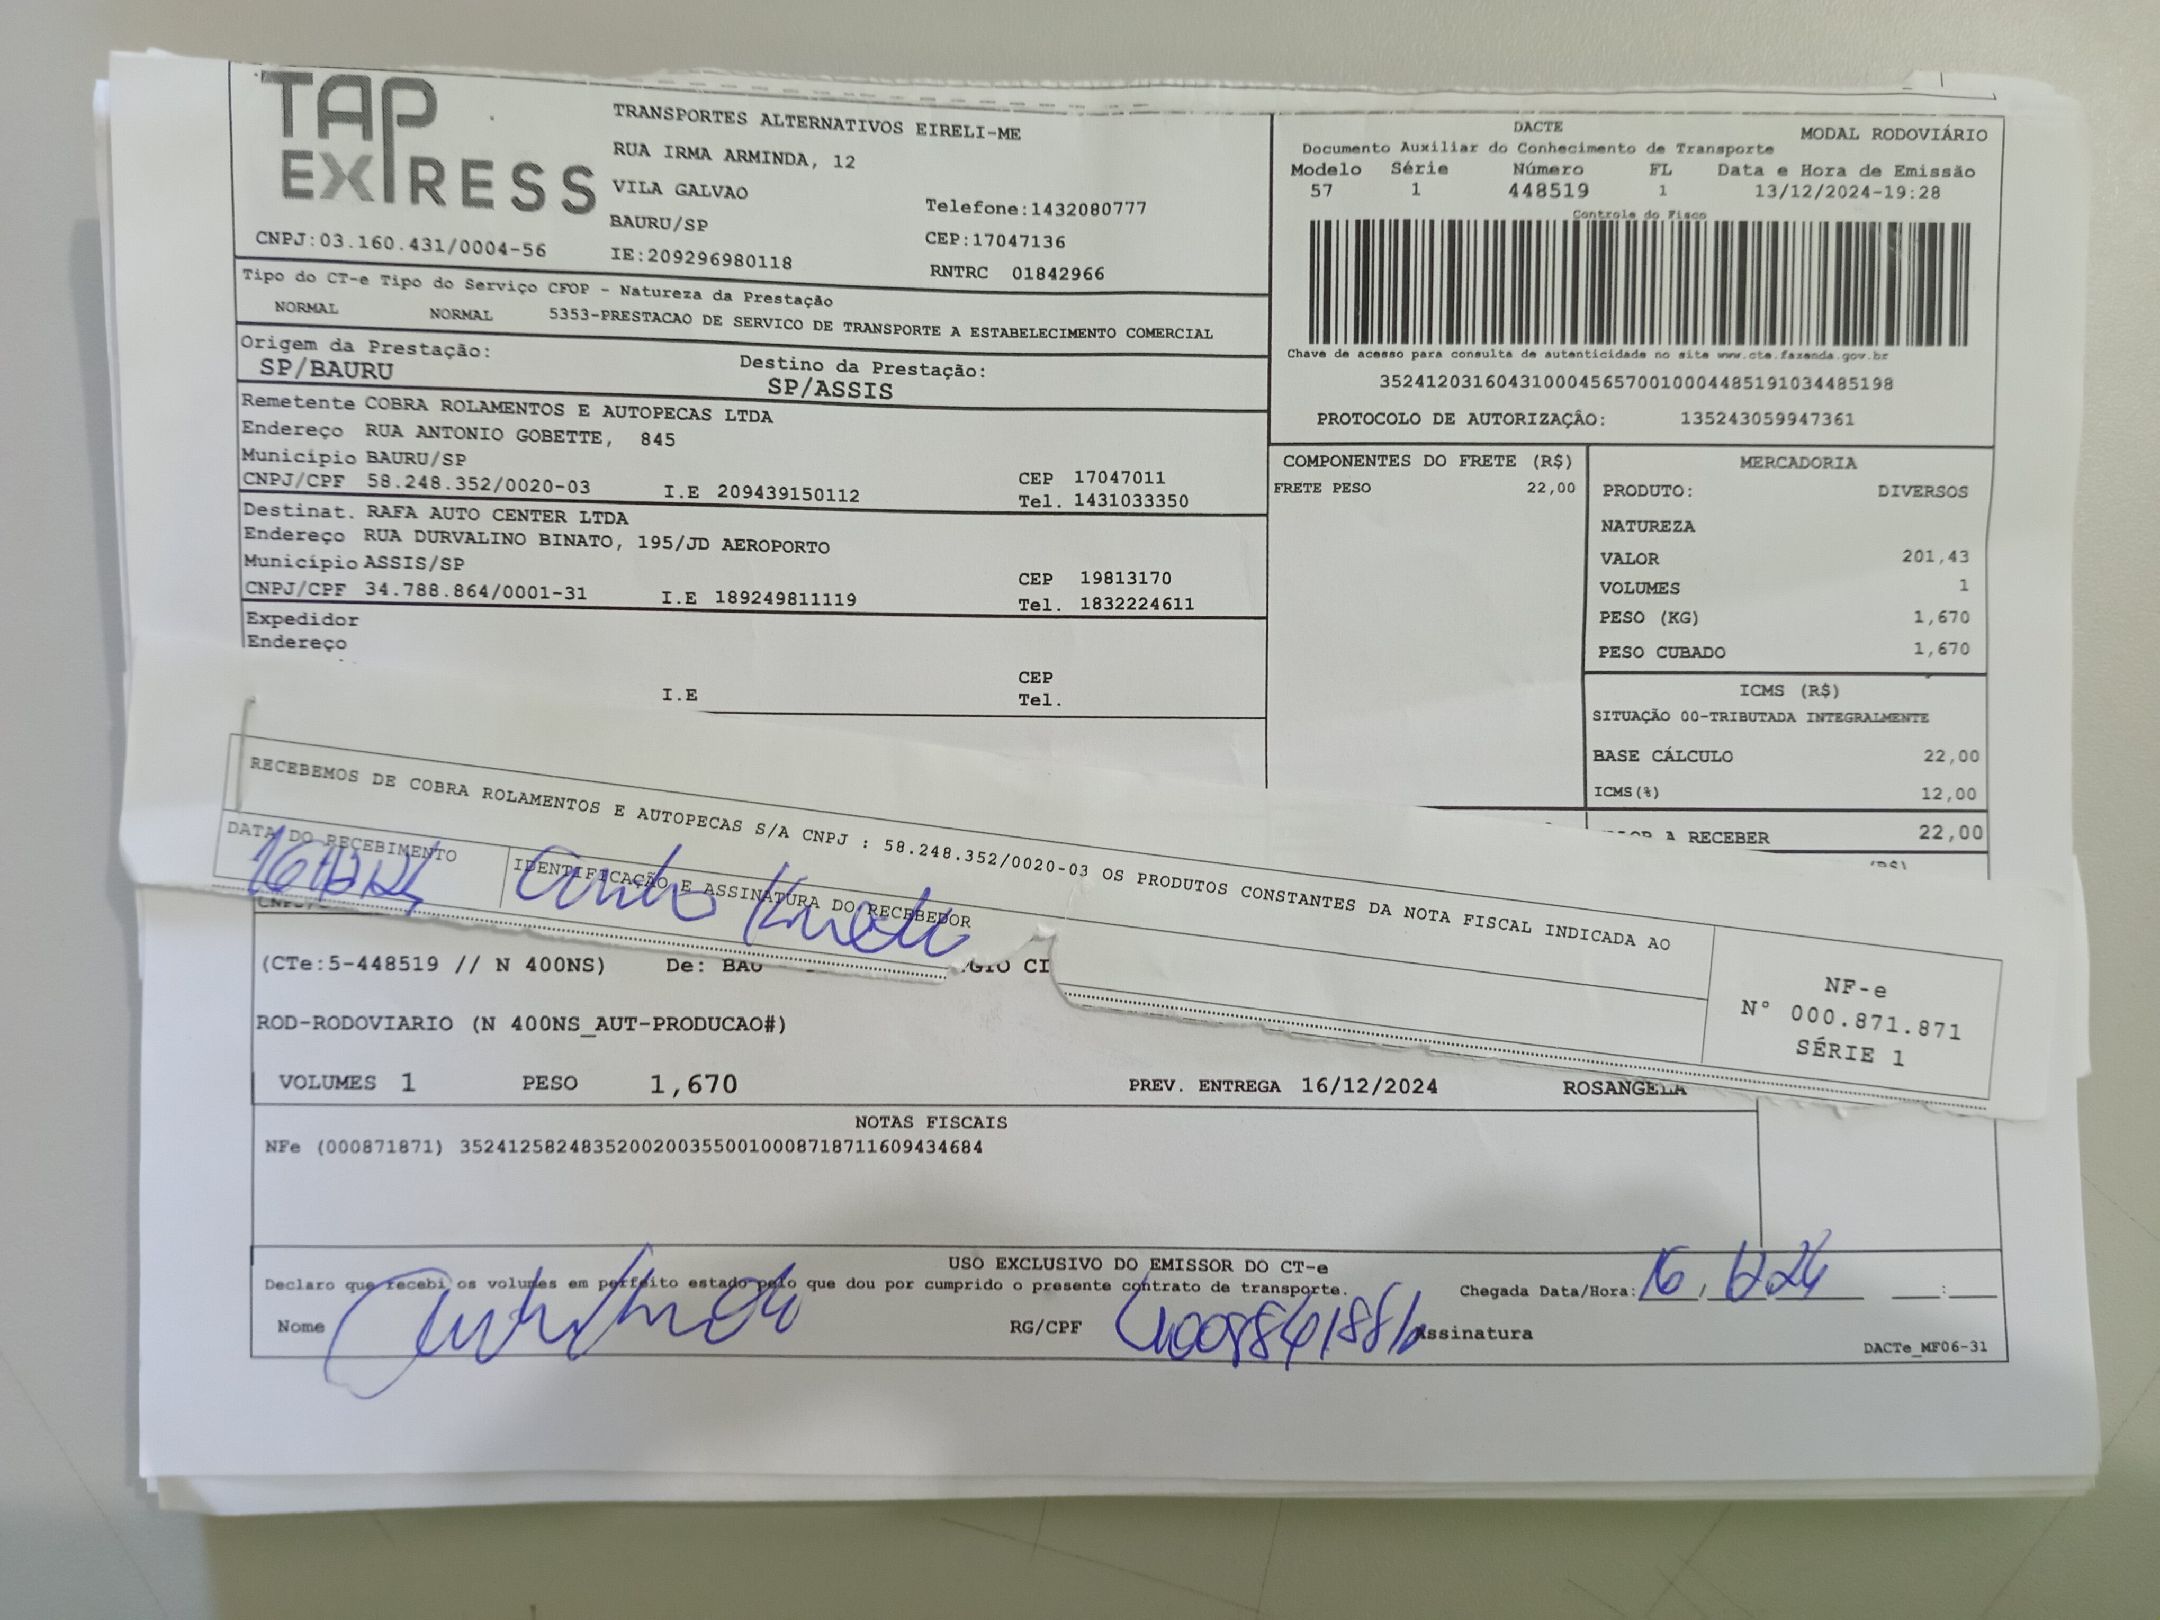 TAP
EXPRESS
CNPJ:03.160.431/0004-56
TRANSPORTES ALTERNATIVOS EIRELI-ME
RUA IRMA ARMINDA, 12
VILA GALVAO
BAURU/SP
IE:209296980118
Telefone:1432080777
CEP:17047136
RNTRC 01842966
DACTE
MODAL RODOVIÁRIO
Documento Auxiliar do Conhecimento de Transporte
Modelo Série Número FL Data e Hora de Emissão
57 1 448519 1 13/12/2024-19:28
Controle do Fisco
Chave de acesso para consulta de autenticidade no site www.cte.fazenda.gov.br
35241203160431000456570010004485191034485198
PROTOCOLO DE AUTORIZAÇÂO: 135243059947361
Tipo do CT-e Tipo do Serviço CFOP - Natureza da Prestação
NORMAL NORMAL 5353-PRESTACAO DE SERVICO DE TRANSPORTE A ESTABELECIMENTO COMERCIAL
Origem da Prestação:
SP/BAURU
Destino da Prestação:
SP/ASSIS
Remetente COBRA ROLAMENTOS E AUTOPECAS LTDA
Endereço RUA ANTONIO GOBETTE, 845
Município BAURU/SP
CEP 17047011
CNPJ/CPF 58.248.352/0020-03 I.E 209439150112 Tel. 1431033350
Destinat. RAFA AUTO CENTER LTDA
Endereço RUA DURVALINO BINATO, 195/JD AEROPORTO
Município ASSIS/SP
CEP 19813170
CNPJ/CPF 34.788.864/0001-31 I.E 189249811119 Tel. 1832224611
Expedidor
Endereço
CEP
I.E Tel.
COMPONENTES DO FRETE (R$)
FRETE PESO 22,00
MERCADORIA
PRODUTO: DIVERSOS
NATUREZA
VALOR 201,43
VOLUMES 1
PESO (KG) 1,670
PESO CUBADO 1,670
ICMS (R$)
SITUAÇÃO 00-TRIBUTADA INTEGRALMENTE
BASE CÁLCULO 22,00
ICMS(%) 12,00
A RECEBER 22,00
RECEBEMOS DE COBRA ROLAMENTOS E AUTOPECAS S/A CNPJ : 58.248.352/0020-03 OS PRODUTOS CONSTANTES DA NOTA FISCAL INDICADA AO
DATA DO RECEBIMENTO
IDENTIFICAÇÃO E ASSINATURA DO RECEBEDOR
NF-e
N° 000.871.871
SÉRIE 1
(CTe:5-448519 // N 400NS) De: BAU
ROD-RODOVIARIO (N 400NS_AUT-PRODUCAO#)
VOLUMES 1 PESO 1,670 PREV. ENTREGA 16/12/2024 ROSANGELA
NOTAS FISCAIS
NFe (000871871) 35241258248352002003550010008718711609434684
USO EXCLUSIVO DO EMISSOR DO CT-e
Declaro que recebi os volumes em perfeito estado pelo que dou por cumprido o presente contrato de transporte.
Chegada Data/Hora: 16/12/24
Nome
RG/CPF
Assinatura
DACTe_MF06-31